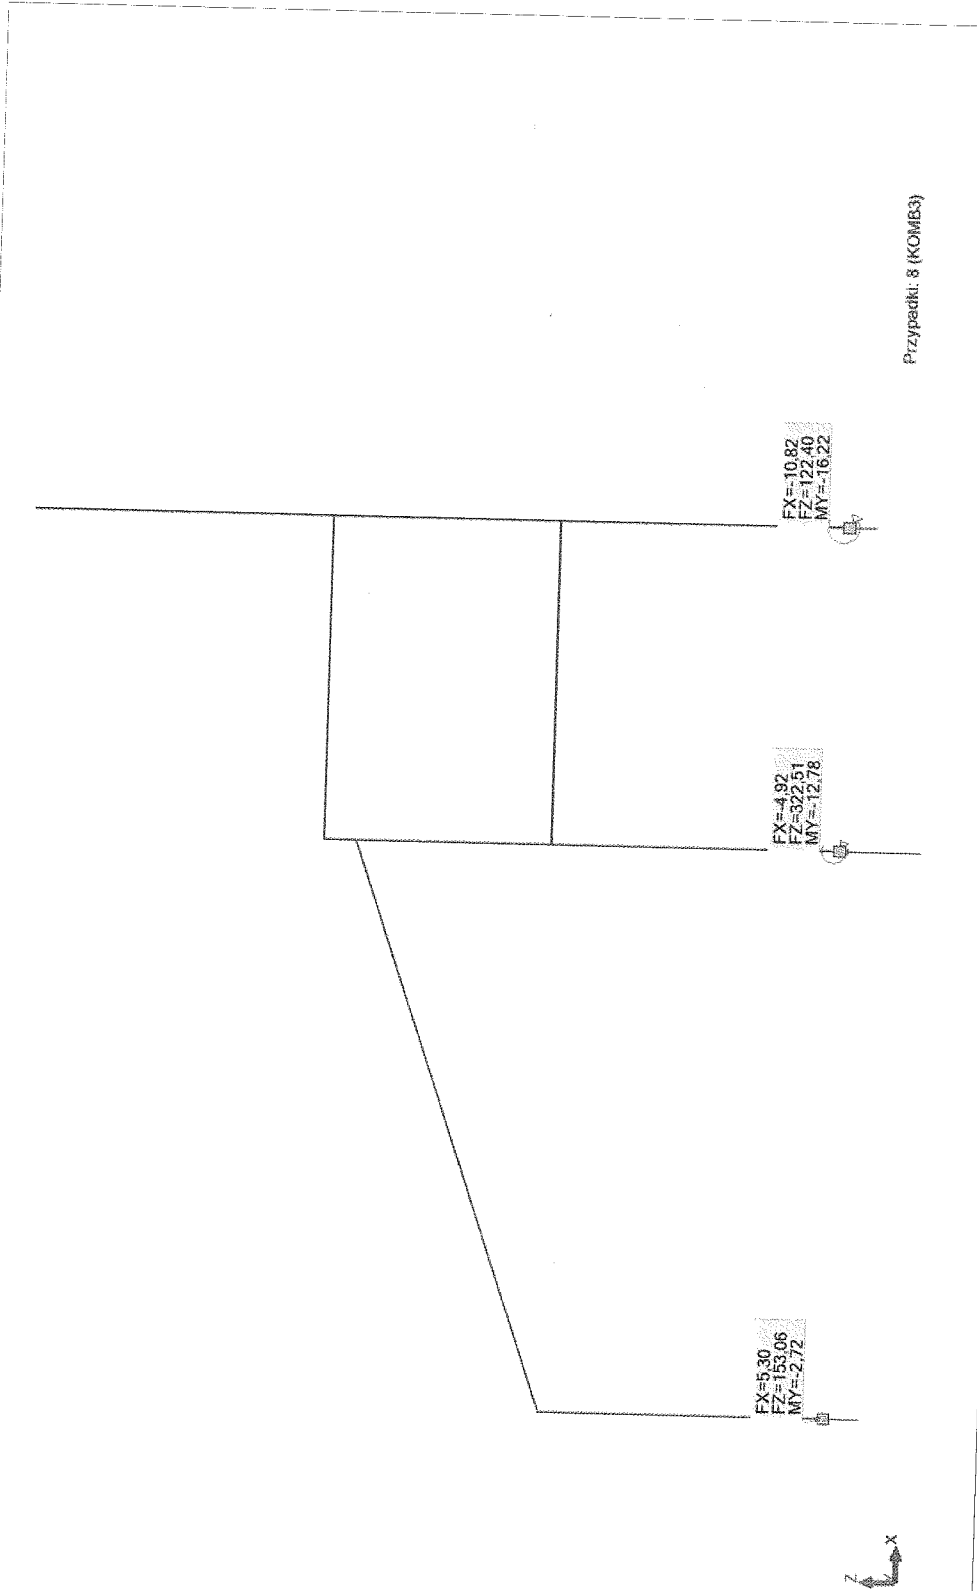 FX=5,30
FZ=153,06
MY=-2,72
FX=-4,92
FZ=322,51
MY=-12,78
FX=-10,82
FZ=122,40
MY=-16,22
Przypadki: 8 (KOMB3)
Z
X